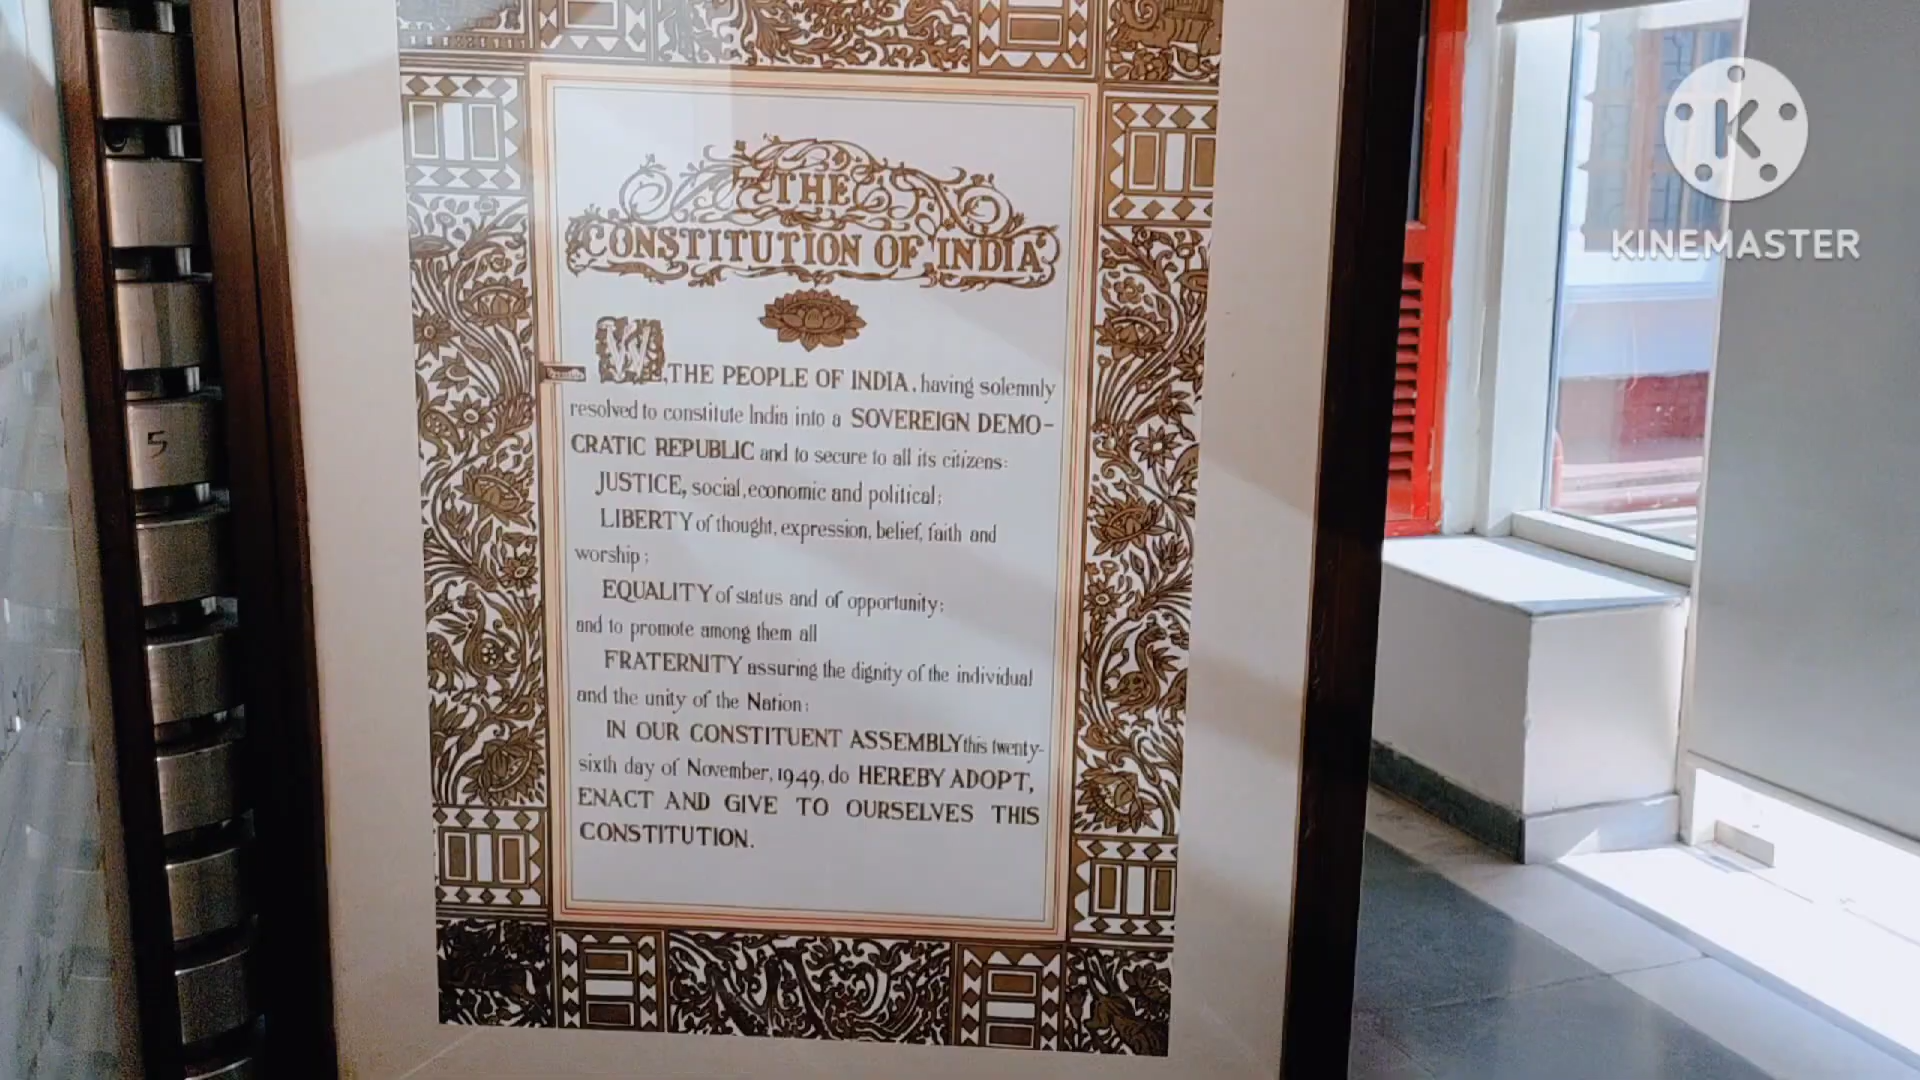 THE
CONSTITUTION OF INDIA
WE, THE PEOPLE OF INDIA, having solemnly
resolved to constitute India into a SOVEREIGN DEMO-
CRATIC REPUBLIC and to secure to all its citizens:
JUSTICE, social, economic and political;
LIBERTY of thought, expression, belief, faith and
worship;
EQUALITY of status and of opportunity;
and to promote among them all
FRATERNITY assuring the dignity of the individual
and the unity of the Nation;
IN OUR CONSTITUENT ASSEMBLY this twenty-
sixth day of November, 1949, do HEREBY ADOPT,
ENACT AND GIVE TO OURSELVES THIS
CONSTITUTION.
5
K
KINEMASTER